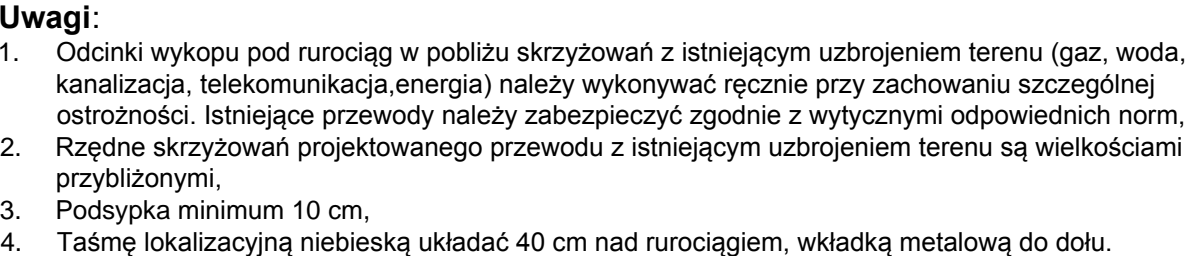 Uwagi:
1. Odcinki wykopu pod rurociąg w pobliżu skrzyżowań z istniejącym uzbrojeniem terenu (gaz, woda,
kanalizacja, telekomunikacja,energia) należy wykonywać ręcznie przy zachowaniu szczególnej
ostrożności. Istniejące przewody należy zabezpieczyć zgodnie z wytycznymi odpowiednich norm,
2. Rzędne skrzyżowań projektowanego przewodu z istniejącym uzbrojeniem terenu są wielkościami
przybliżonymi,
3. Podsypka minimum 10 cm,
4. Taśmę lokalizacyjną niebieską układać 40 cm nad rurociągiem, wkładką metalową do dołu.